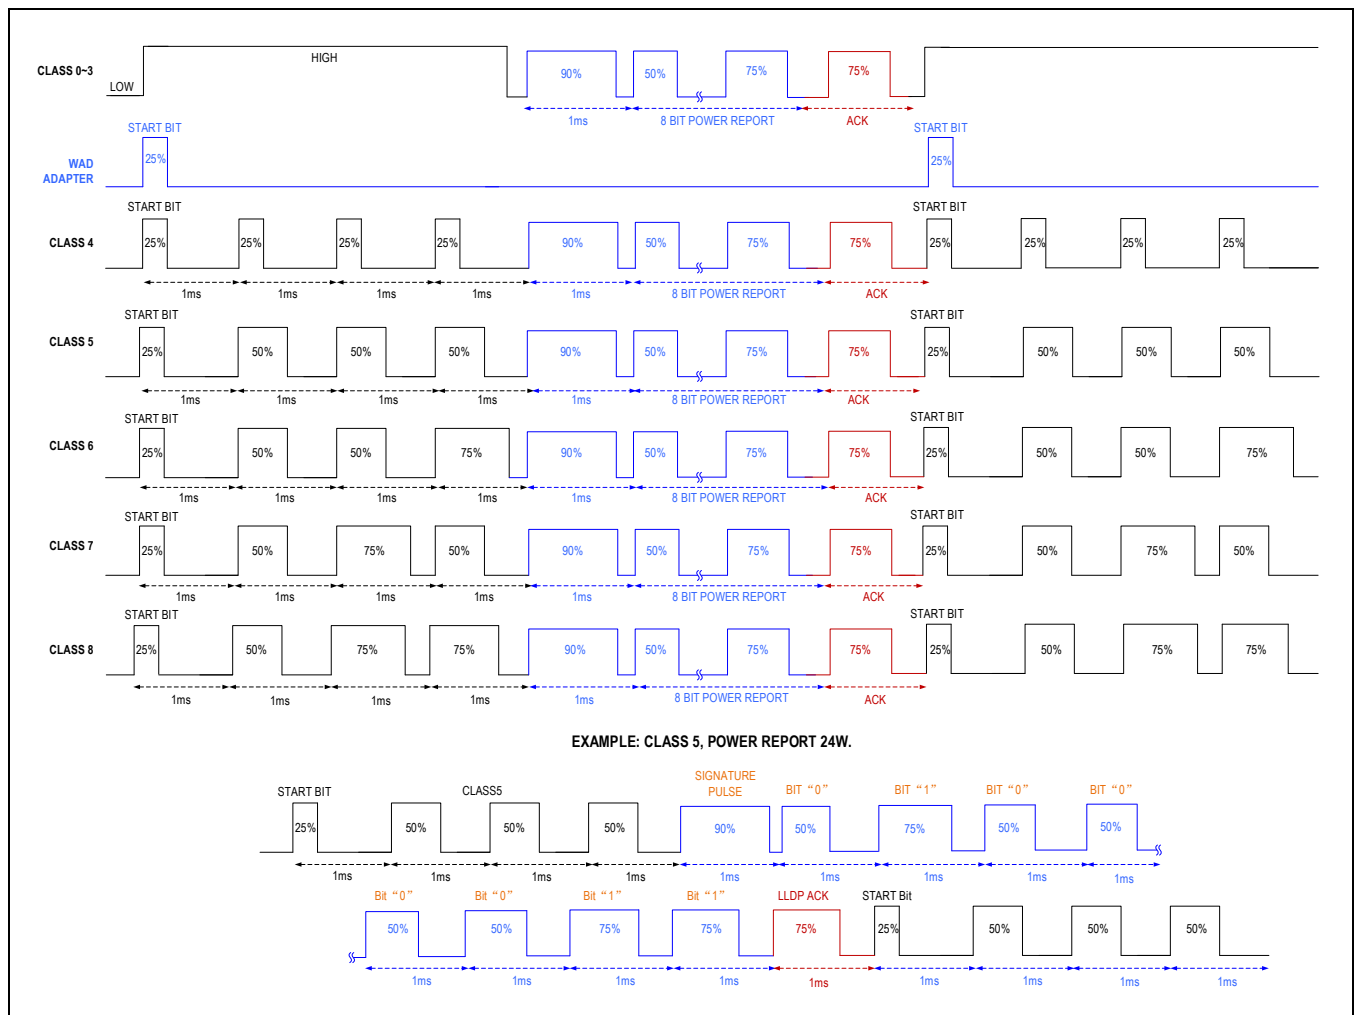 HIGH
CLASS 0~3
LOW
90% 50% 75% 75%
1ms 8 BIT POWER REPORT ACK
START BIT START BIT
WAD
ADAPTER
25% 25%
START BIT START BIT
CLASS 4
25% 25% 25% 25% 90% 50% 75% 75% 25% 25% 25% 25%
1ms 1ms 1ms 1ms 1ms 8 BIT POWER REPORT ACK
START BIT START BIT
CLASS 5
25% 50% 50% 50% 90% 50% 75% 75% 25% 50% 50% 50%
1ms 1ms 1ms 1ms 1ms 8 BIT POWER REPORT ACK
START BIT START BIT
CLASS 6
25% 50% 50% 75% 90% 50% 75% 75% 25% 50% 50% 75%
1ms 1ms 1ms 1ms 1ms 8 BIT POWER REPORT ACK
START BIT START BIT
CLASS 7
25% 50% 75% 50% 90% 50% 75% 75% 25% 50% 75% 50%
1ms 1ms 1ms 1ms 1ms 8 BIT POWER REPORT ACK
START BIT START BIT
CLASS 8
25% 50% 75% 75% 90% 50% 75% 75% 25% 50% 75% 75%
1ms 1ms 1ms 1ms 1ms 8 BIT POWER REPORT ACK
EXAMPLE: CLASS 5, POWER REPORT 24W.
START BIT CLASS5 SIGNATURE PULSE BIT “0” BIT “1” BIT “0” BIT “0”
25% 50% 50% 50% 90% 50% 75% 50% 50%
1ms 1ms 1ms 1ms 1ms 1ms 1ms 1ms 1ms
Bit “0” Bit “0” Bit “1” Bit “1” LLDP ACK START Bit
50% 50% 75% 75% 75% 25% 50% 50% 50%
1ms 1ms 1ms 1ms 1ms 1ms 1ms 1ms 1ms